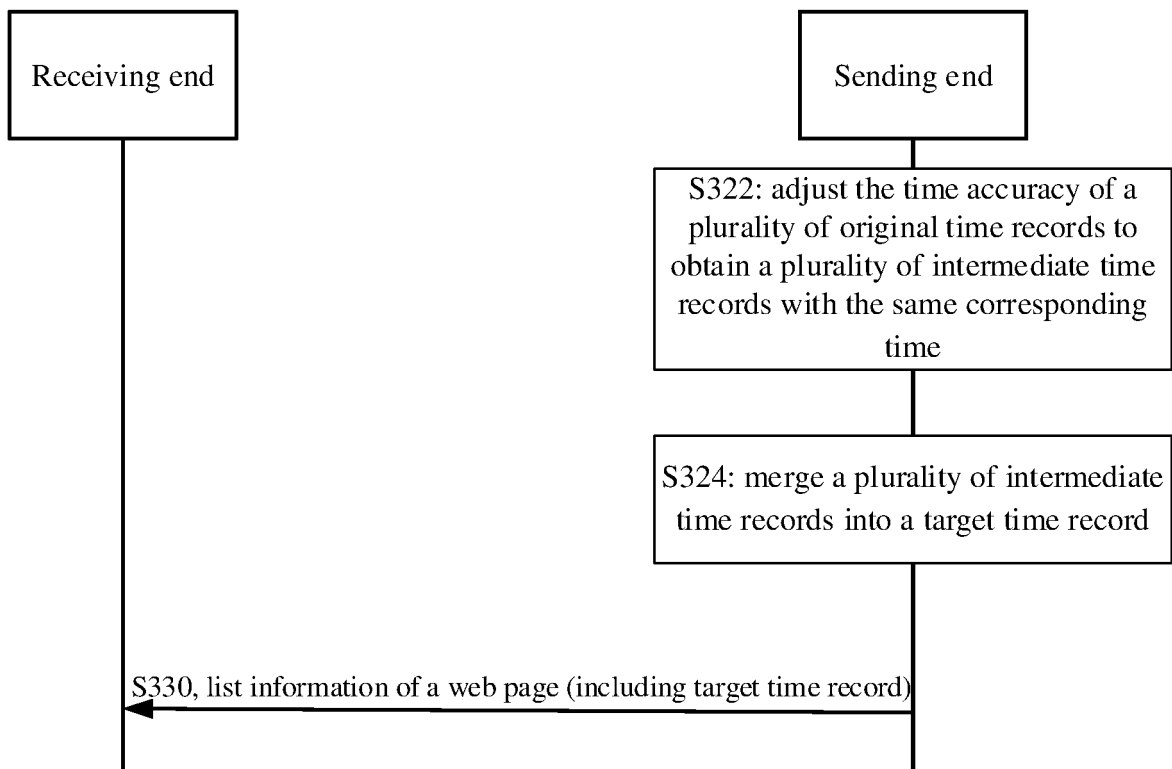 Receiving end
Sending end
S322: adjust the time accuracy of a
plurality of original time records to
obtain a plurality of intermediate time
records with the same corresponding
time
S324: merge a plurality of intermediate
time records into a target time record
S330, list information of a web page (including target time record)